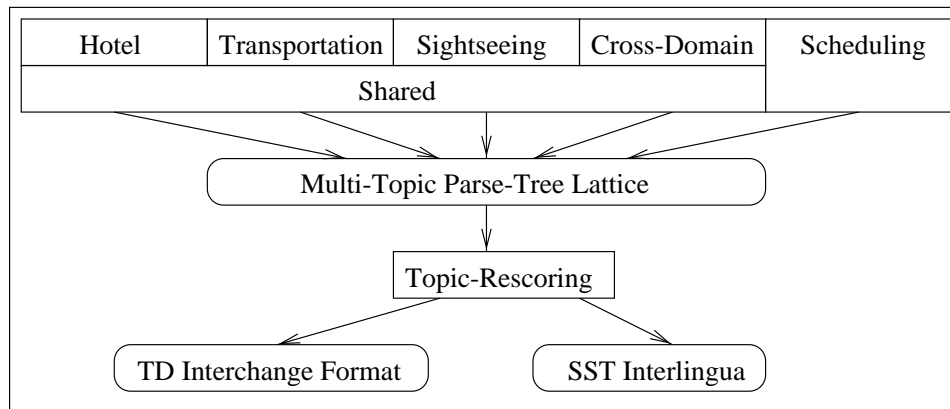 Hotel
Transportation
Sightseeing
Cross-Domain
Scheduling
Shared
Multi-Topic Parse-Tree Lattice
Topic-Rescoring
TD Interchange Format
SST Interlingua